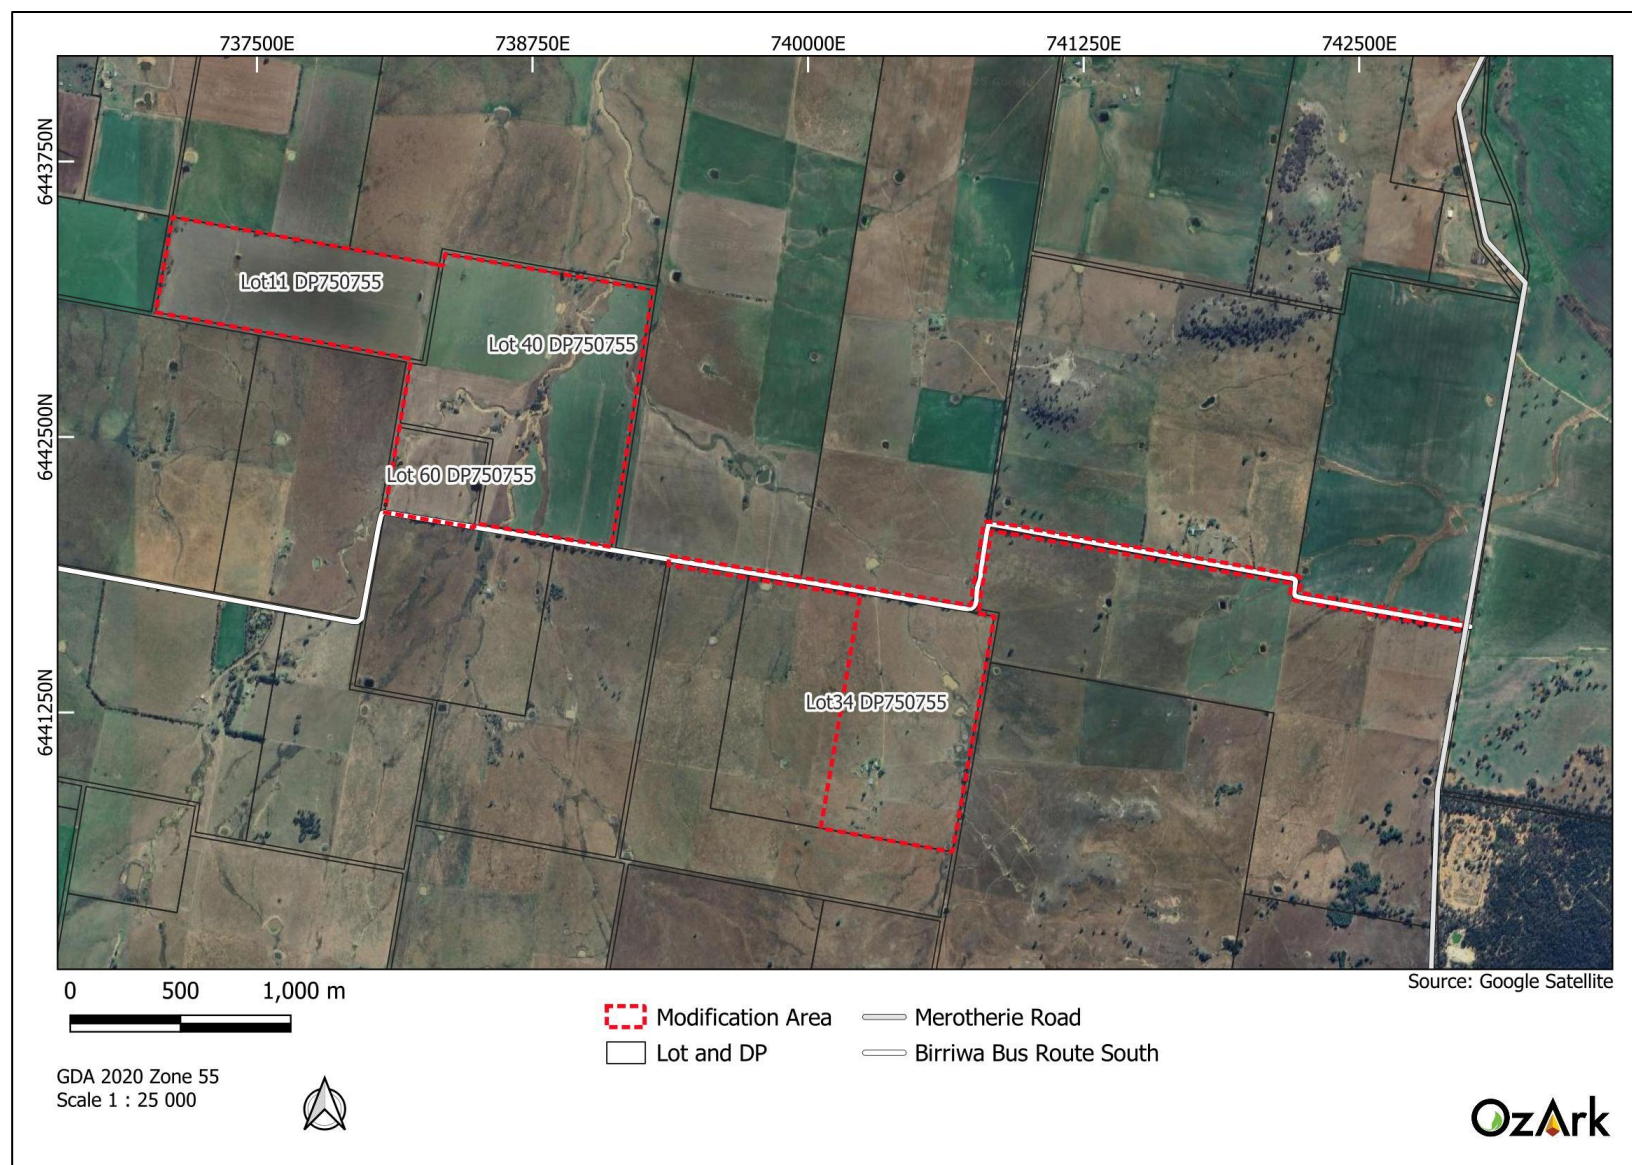 737500E 738750E 740000E 741250E 742500E
6443750N
6442500N
6441250N
Lot11 DP750755
Lot 40 DP750755
Lot 60 DP750755
Lot34 DP750755
Source: Google Satellite
0 500 1,000 m
Modification Area
Merotherie Road
Lot and DP
Birriwa Bus Route South
GDA 2020 Zone 55
Scale 1 : 25 000
OzArk